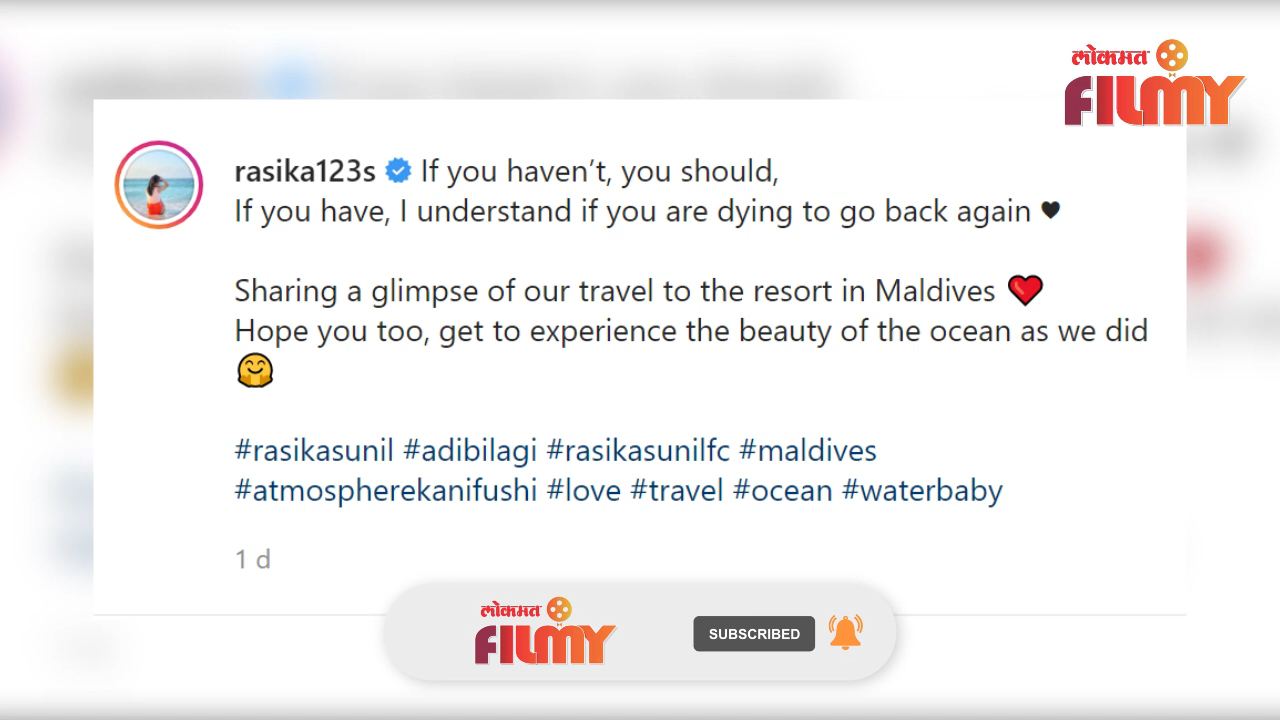 लोकमत
FILMY
rasika123s If you haven't, you should,
If you have, I understand if you are dying to go back again 🖤
Sharing a glimpse of our travel to the resort in Maldives ❤️
Hope you too, get to experience the beauty of the ocean as we did
🤗
#rasikasunil #adibilagi #rasikasunilfc #maldives
#atmospherekanifushi #love #travel #ocean #waterbaby
1 d
लोकमत
FILMY
SUBSCRIBED